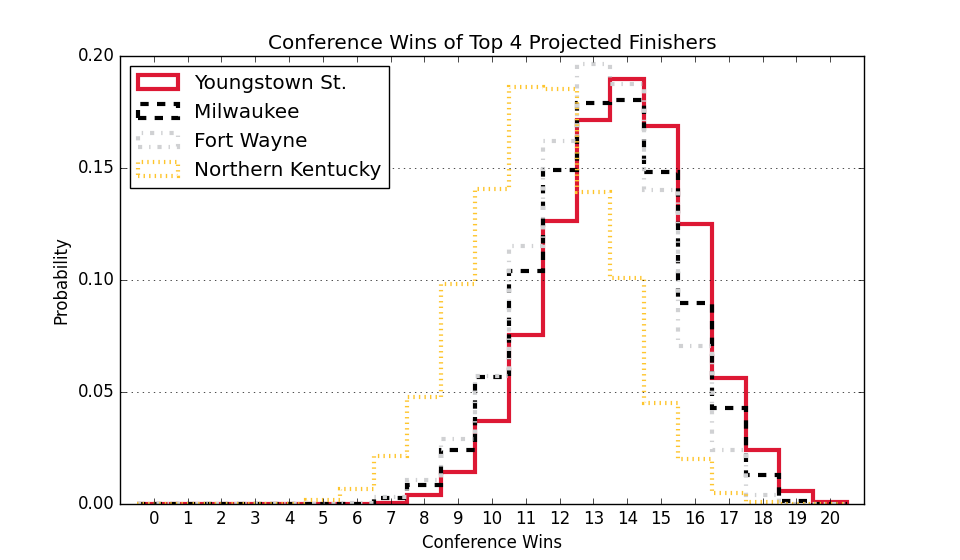 Conference Wins of Top 4 Projected Finishers
Youngstown St.
Milwaukee
Fort Wayne
Northern Kentucky
0.20
0.15
0.10
0.05
0.00
Probability
0 1 2 3 4 5 6 7 8 9 10 11 12 13 14 15 16 17 18 19 20
Conference Wins